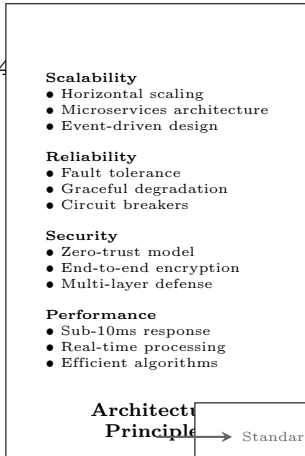 4
Scalability
• Horizontal scaling
• Microservices architecture
• Event-driven design
Reliability
• Fault tolerance
• Graceful degradation
• Circuit breakers
Security
• Zero-trust model
• End-to-end encryption
• Multi-layer defense
Performance
• Sub-10ms response
• Real-time processing
• Efficient algorithms
Architectu
Principle
Standar